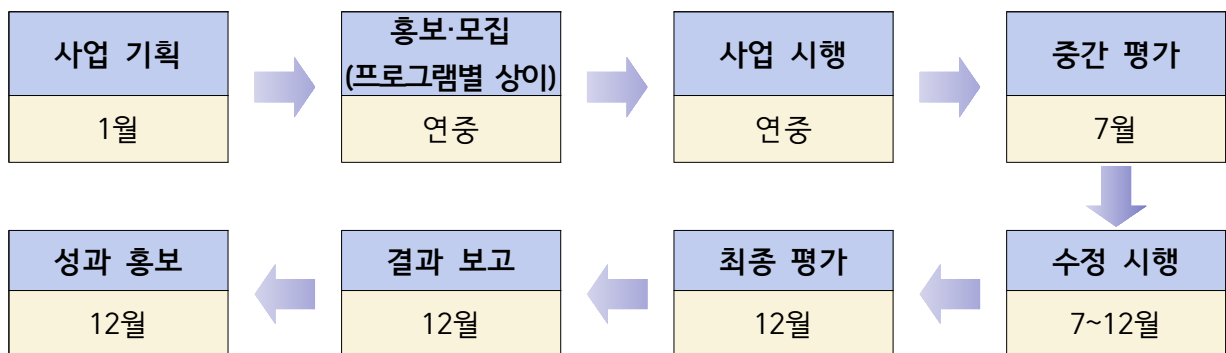 사업 기획
1월
홍보·모집
(프로그램별 상이)
연중
사업 시행
연중
중간 평가
7월
수정 시행
7~12월
최종 평가
12월
결과 보고
12월
성과 홍보
12월